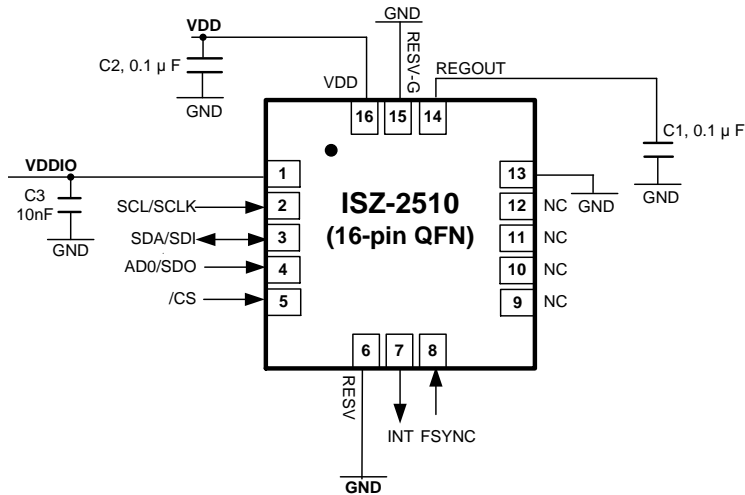 GND
VDD
C2, 0.1 µ F
GND
VDD
RESV-G
REGOUT
C1, 0.1 µ F
GND
16
15
14
VDDIO
C3
10nF
GND
1
SCL/SCLK
2
SDA/SDI
3
AD0/SDO
4
/CS
5
ISZ-2510
(16-pin QFN)
13
GND
12
NC
11
NC
10
NC
9
NC
6
7
8
RESV
INT
FSYNC
GND